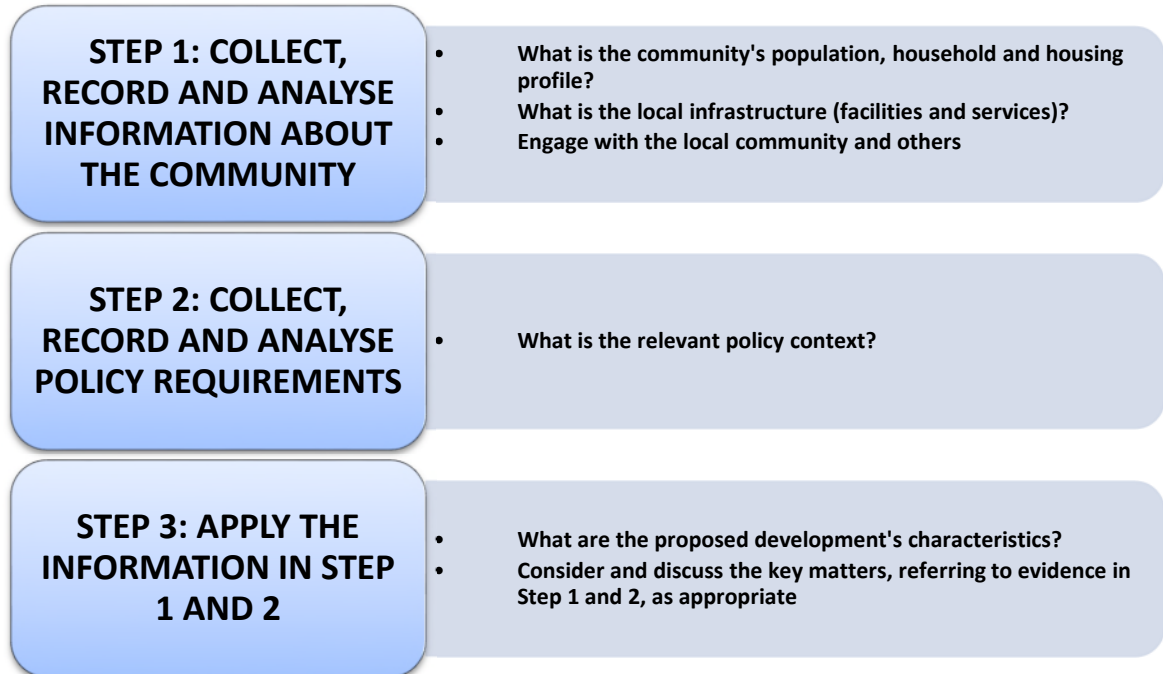 STEP 1: COLLECT,
RECORD AND ANALYSE
INFORMATION ABOUT
THE COMMUNITY
• What is the community's population, household and housing
profile?
• What is the local infrastructure (facilities and services)?
• Engage with the local community and others
STEP 2: COLLECT,
RECORD AND ANALYSE
POLICY REQUIREMENTS
• What is the relevant policy context?
STEP 3: APPLY THE
INFORMATION IN STEP
1 AND 2
• What are the proposed development's characteristics?
• Consider and discuss the key matters, referring to evidence in
Step 1 and 2, as appropriate